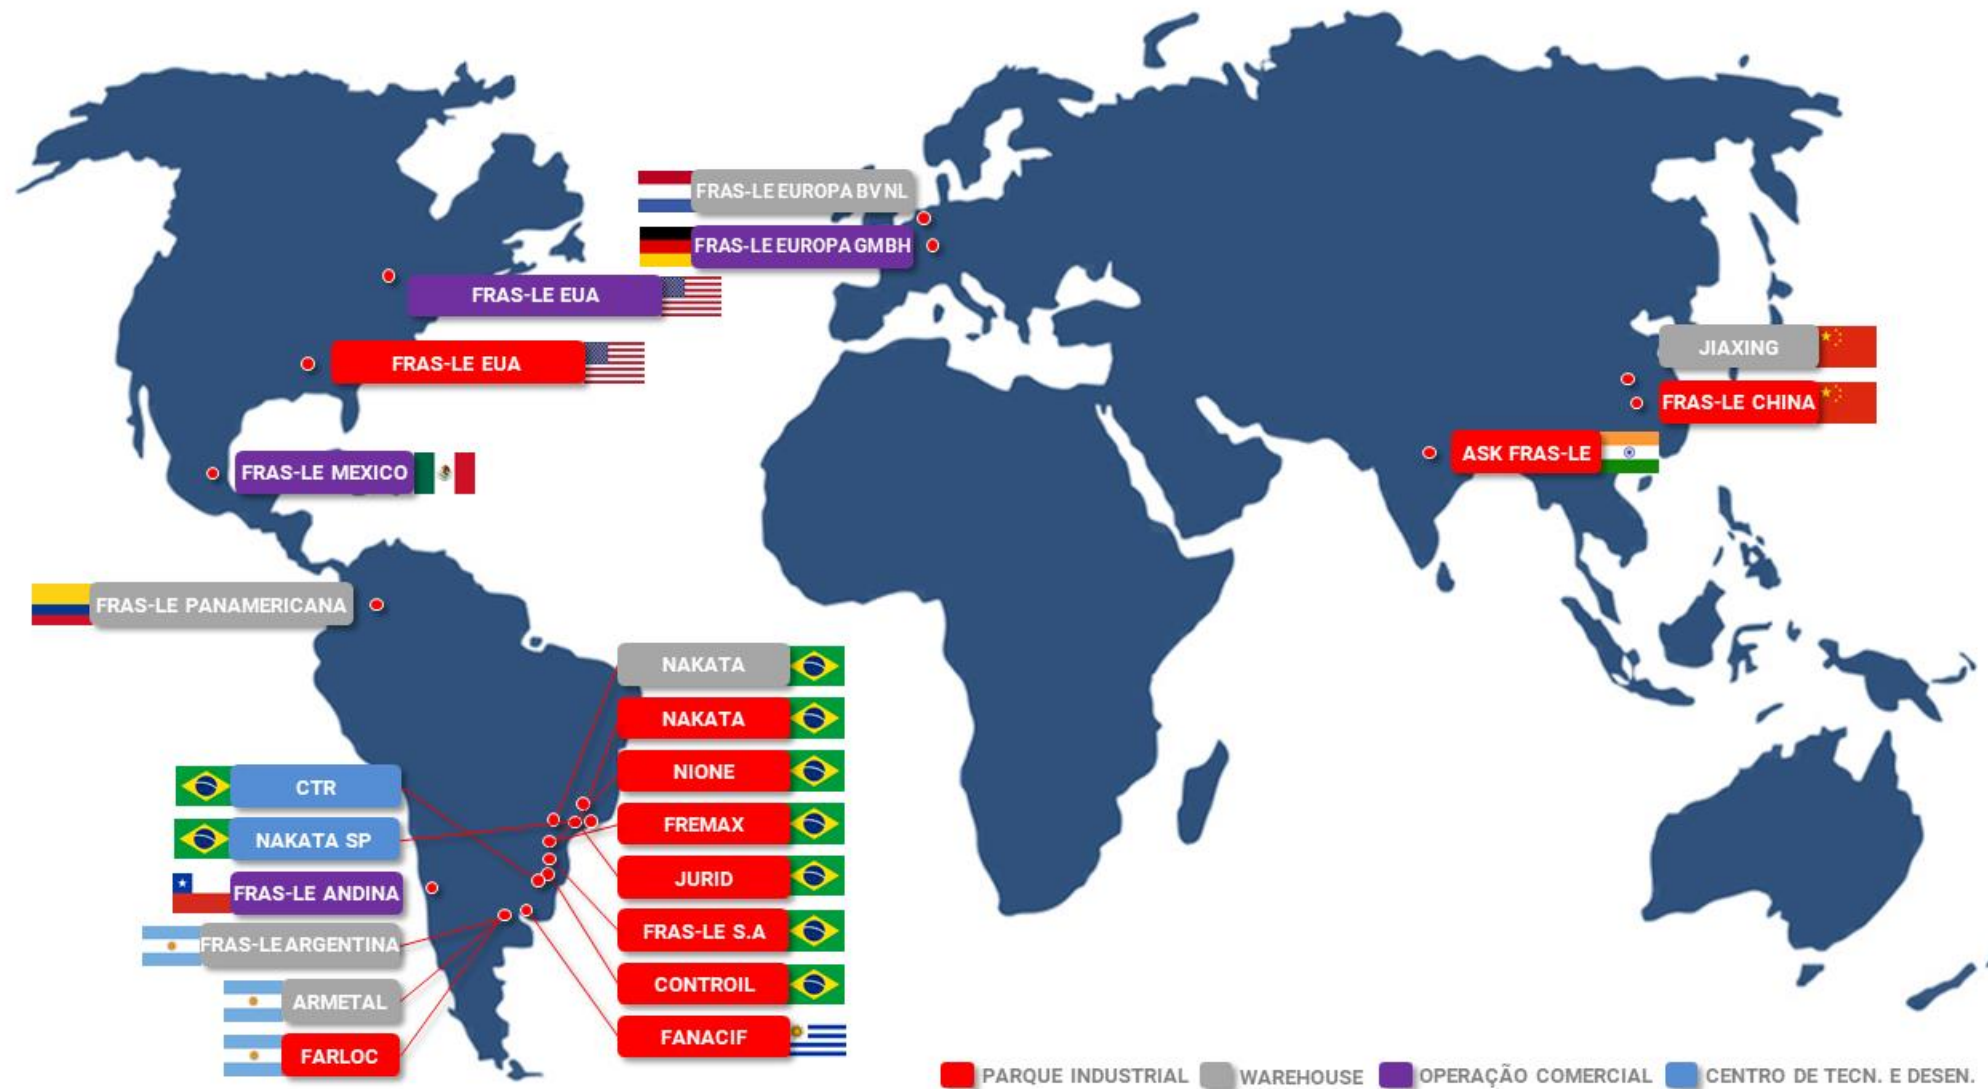 FRAS-LE EUROPA BV NL
FRAS-LE EUROPA GMBH
FRAS-LE EUA
FRAS-LE EUA
FRAS-LE MEXICO
JIAXING
FRAS-LE CHINA
ASK FRAS-LE
FRAS-LE PANAMERICANA
NAKATA
NAKATA
NIONE
FREMAX
JURID
FRAS-LE S.A
CONTROIL
FANACIF
CTR
NAKATA SP
FRAS-LE ANDINA
FRAS-LE ARGENTINA
ARMETAL
FARLOC
PARQUE INDUSTRIAL
WAREHOUSE
OPERAÇÃO COMERCIAL
CENTRO DE TECN. E DESEN.